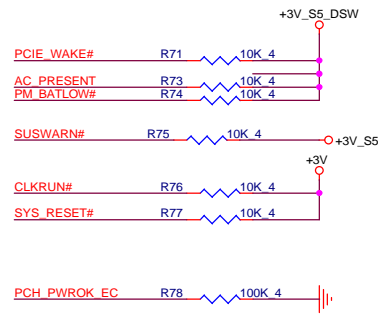 +3V_S5_DSW
PCIE_WAKE# R71 10K_4
AC_PRESENT R73 10K_4
PM_BATLOW# R74 10K_4
SUSWARN# R75 10K_4 +3V_S5
+3V
CLKRUN# R76 10K_4
SYS_RESET# R77 10K_4
PCH_PWROK_EC R78 100K_4